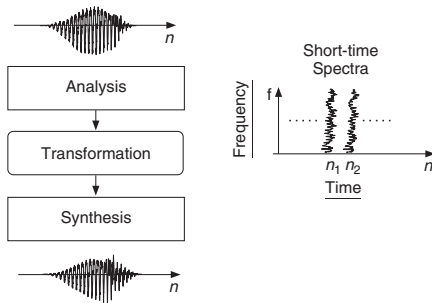 n
Analysis
Transformation
Synthesis
n
Short-time
Spectra
Frequency
f
n1 n2
n
Time